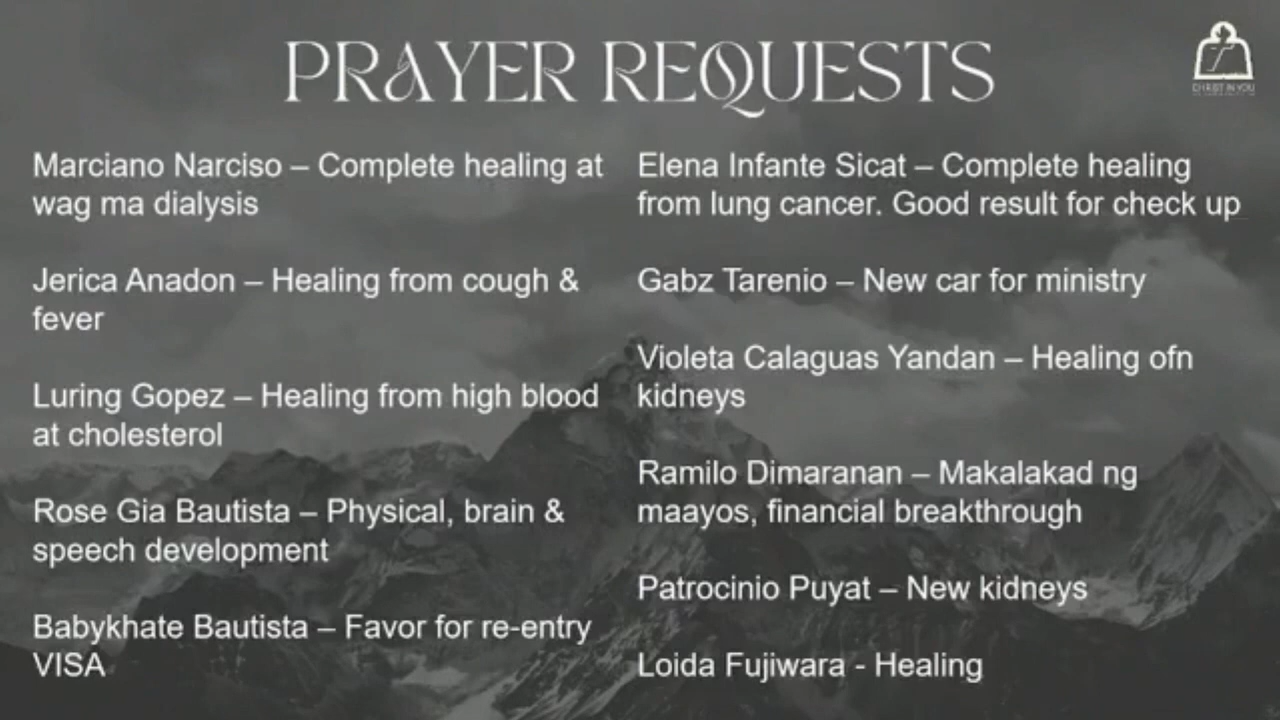 PRAYER REQUESTS
CHRIST IN YOU
Marciano Narciso – Complete healing at
wag ma dialysis
Jerica Anadon – Healing from cough &
fever
Luring Gopez – Healing from high blood
at cholesterol
Rose Gia Bautista – Physical, brain &
speech development
Babykhate Bautista – Favor for re-entry
VISA
Elena Infante Sicat – Complete healing
from lung cancer. Good result for check up
Gabz Tarenio – New car for ministry
Violeta Calaguas Yandan – Healing ofn
kidneys
Ramilo Dimaranan – Makalakad ng
maayos, financial breakthrough
Patrocinio Puyat – New kidneys
Loida Fujiwara - Healing